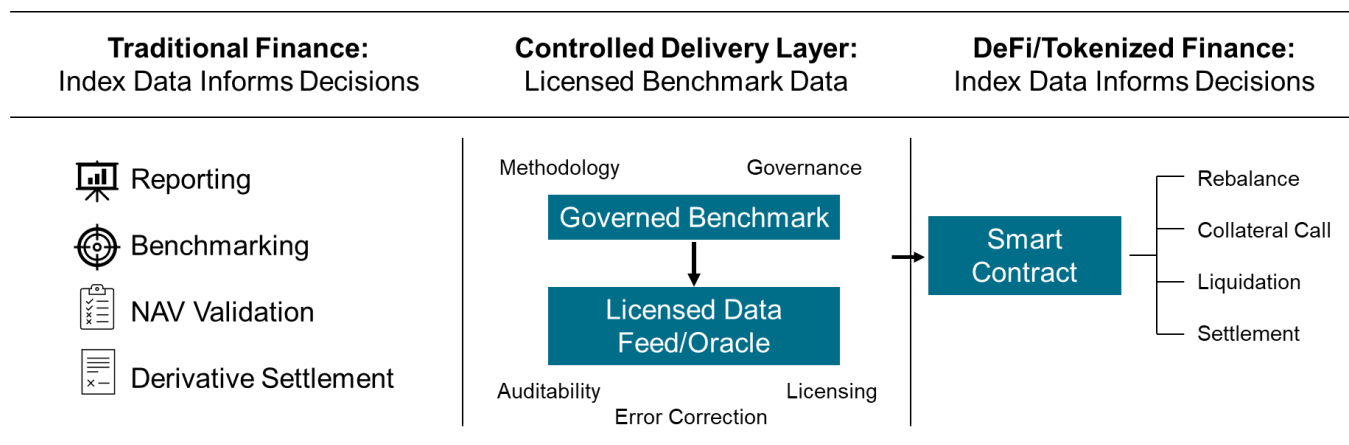 Traditional Finance:
Index Data Informs Decisions
Controlled Delivery Layer:
Licensed Benchmark Data
DeFi/Tokenized Finance:
Index Data Informs Decisions
Reporting
Benchmarking
NAV Validation
Derivative Settlement
Methodology
Governance
Governed Benchmark
Licensed Data
Feed/Oracle
Auditability
Licensing
Error Correction
Smart
Contract
Rebalance
Collateral Call
Liquidation
Settlement